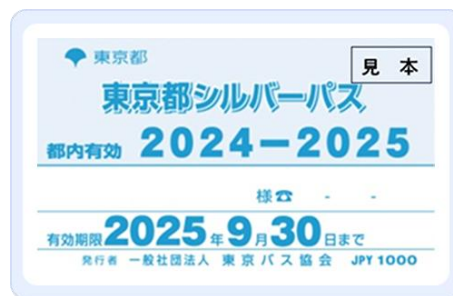 東京都
見 本
東京都シルバーパス
都内有効 2024-2025
様☎ - -
有効期限2025年9月30日まで
発行者 一般社団法人 東京バス協会 JPY 1000